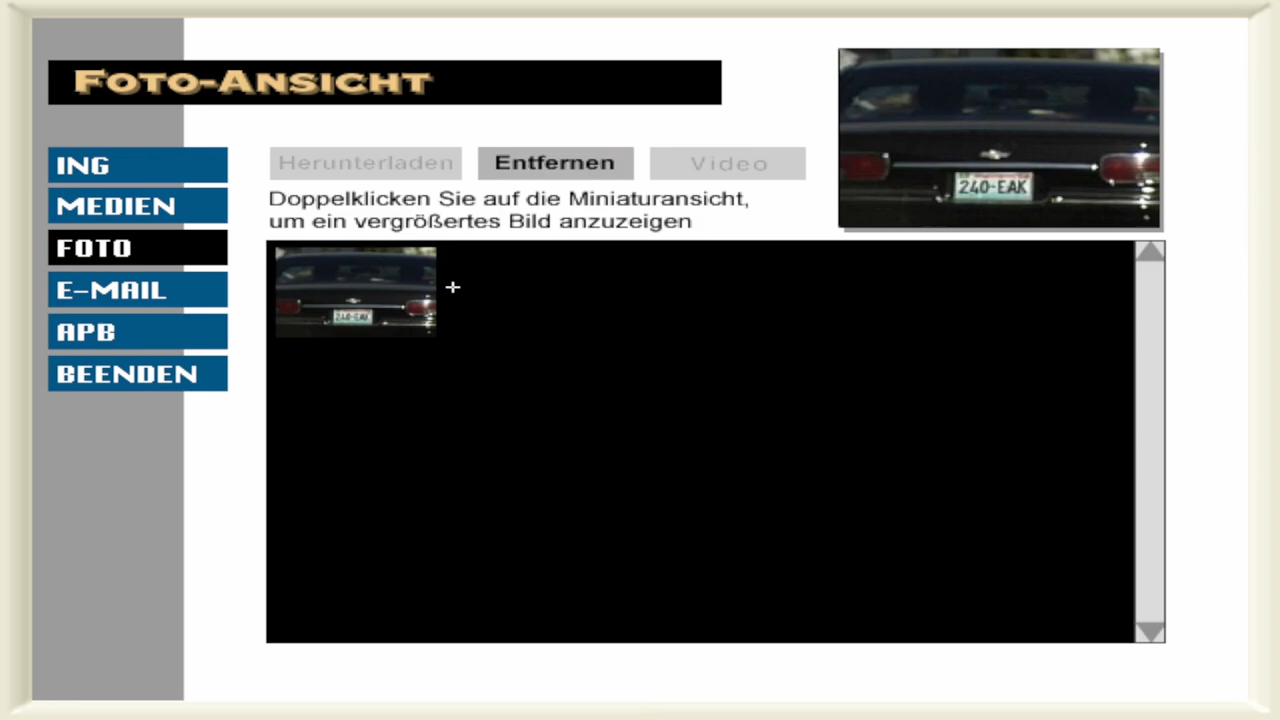 FOTO-ANSICHT
ING
MEDIEN
FOTO
E-MAIL
APB
BEENDEN
Herunterladen
Entfernen
Video
Doppelklicken Sie auf die Miniaturansicht,
um ein vergrößertes Bild anzuzeigen
240-EAK
240-EAK